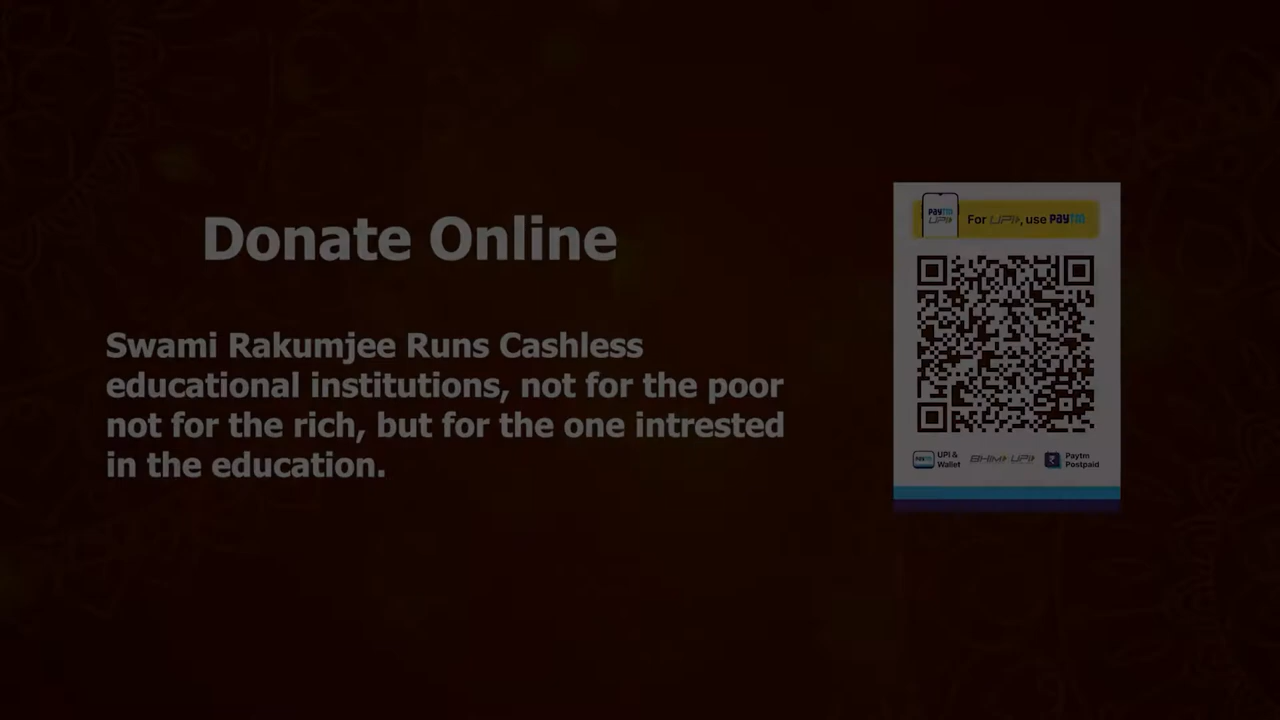 Donate Online
Swami Rakumjee Runs Cashless
educational institutions, not for the poor
not for the rich, but for the one intrested
in the education.
paytm
UPI
For UPI, use paytm
paytm UPI & Wallet
BHIM UPI
Paytm Postpaid